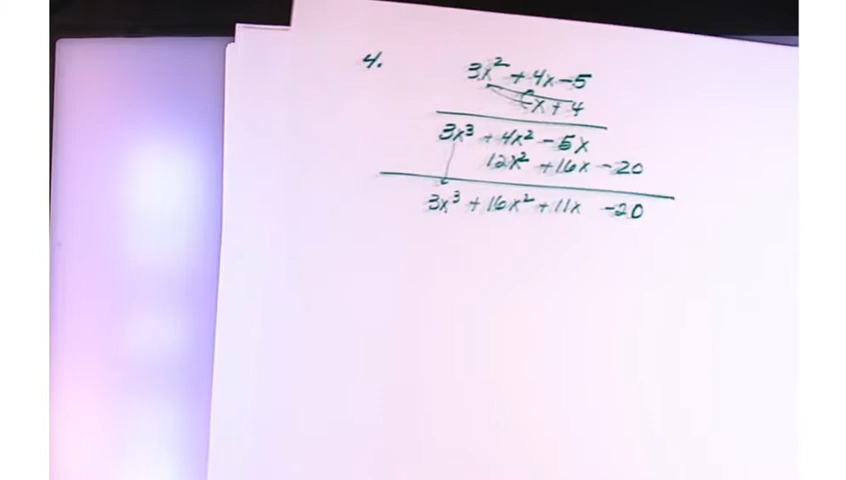 4. 3x² + 4x - 5
x + 4
3x³ + 4x² - 5x
12x² + 16x - 20
3x³ + 16x² + 11x - 20